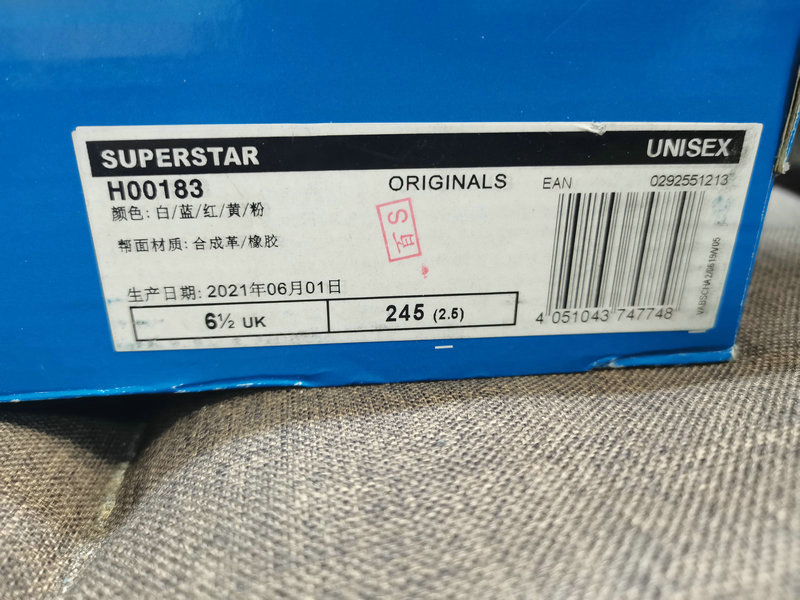 SUPERSTAR UNISEX
H00183 ORIGINALS EAN 0292551213
颜色: 白/蓝/红/黄/粉
帮面材质: 合成革/橡胶
生产日期: 2021年06月01日
6½ UK 245 (2.5)
4 051043 747748